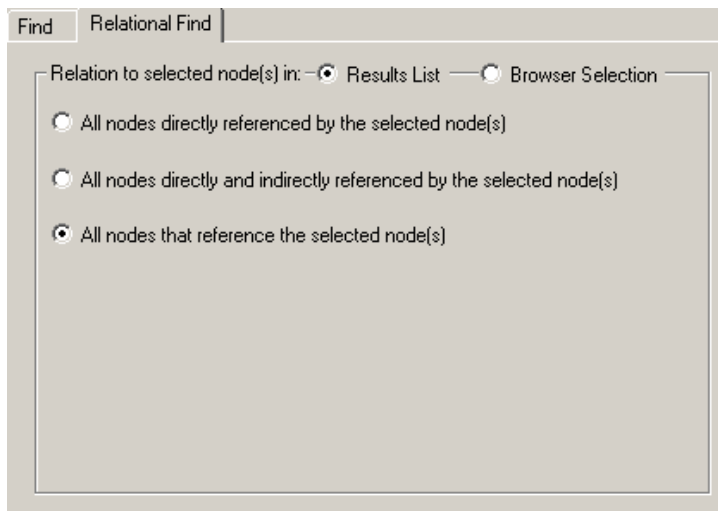 Find Relational Find
Relation to selected node(s) in: Results List Browser Selection
All nodes directly referenced by the selected node(s)
All nodes directly and indirectly referenced by the selected node(s)
All nodes that reference the selected node(s)